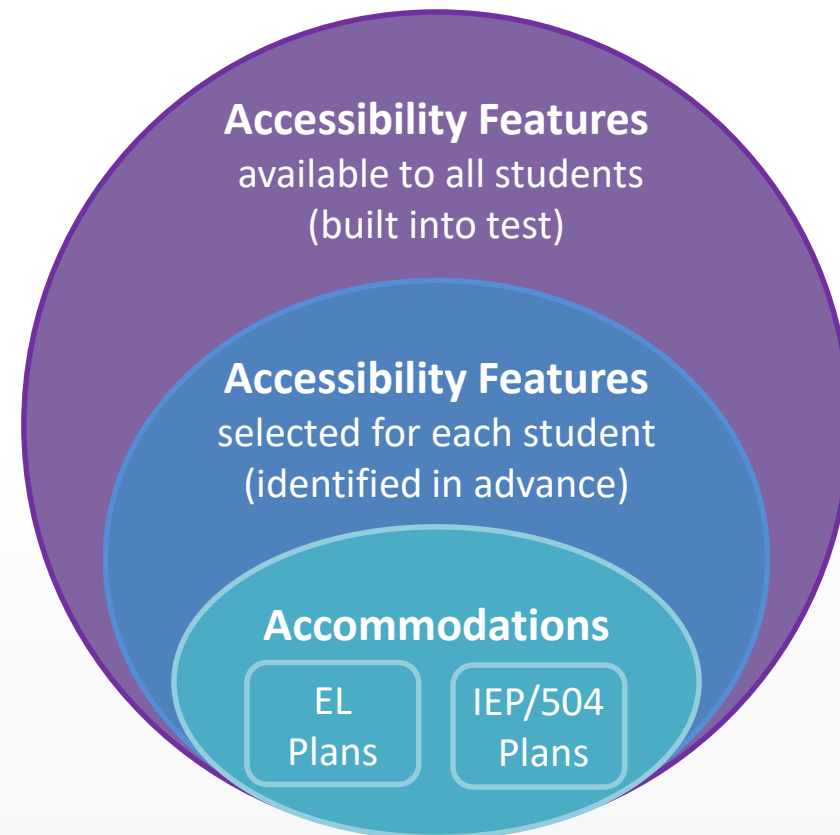 Accessibility Features
available to all students
(built into test)
Accessibility Features
selected for each student
(identified in advance)
Accommodations
EL
Plans
IEP/504
Plans